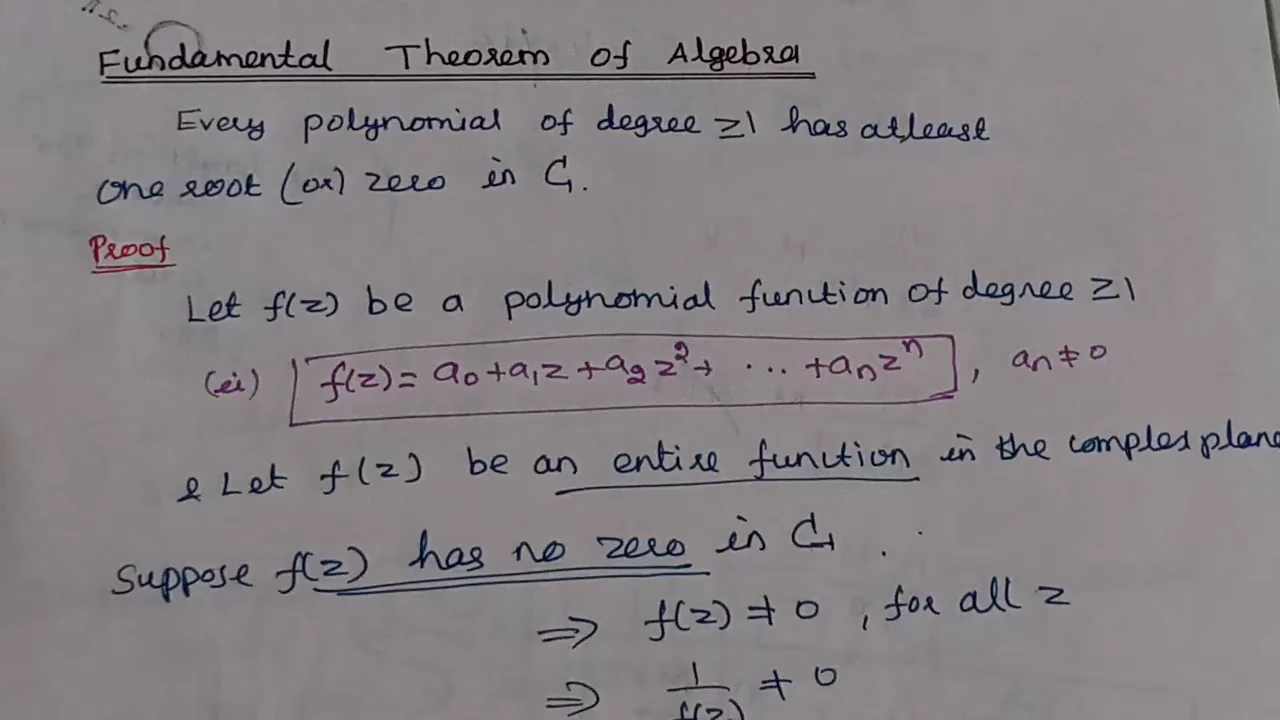 Fundamental Theorem of Algebra
Every polynomial of degree ≥1 has atleast
one root (or) zero in ℂ.
Proof
Let f(z) be a polynomial function of degree ≥1
(ie) f(z) = a₀ + a₁z + a₂z² + ... + aₙzⁿ, aₙ ≠ 0
& Let f(z) be an entire function in the complex plane
Suppose f(z) has no zero in ℂ.
⇒ f(z) ≠ 0, for all z
⇒ 1/f(z) ≠ 0